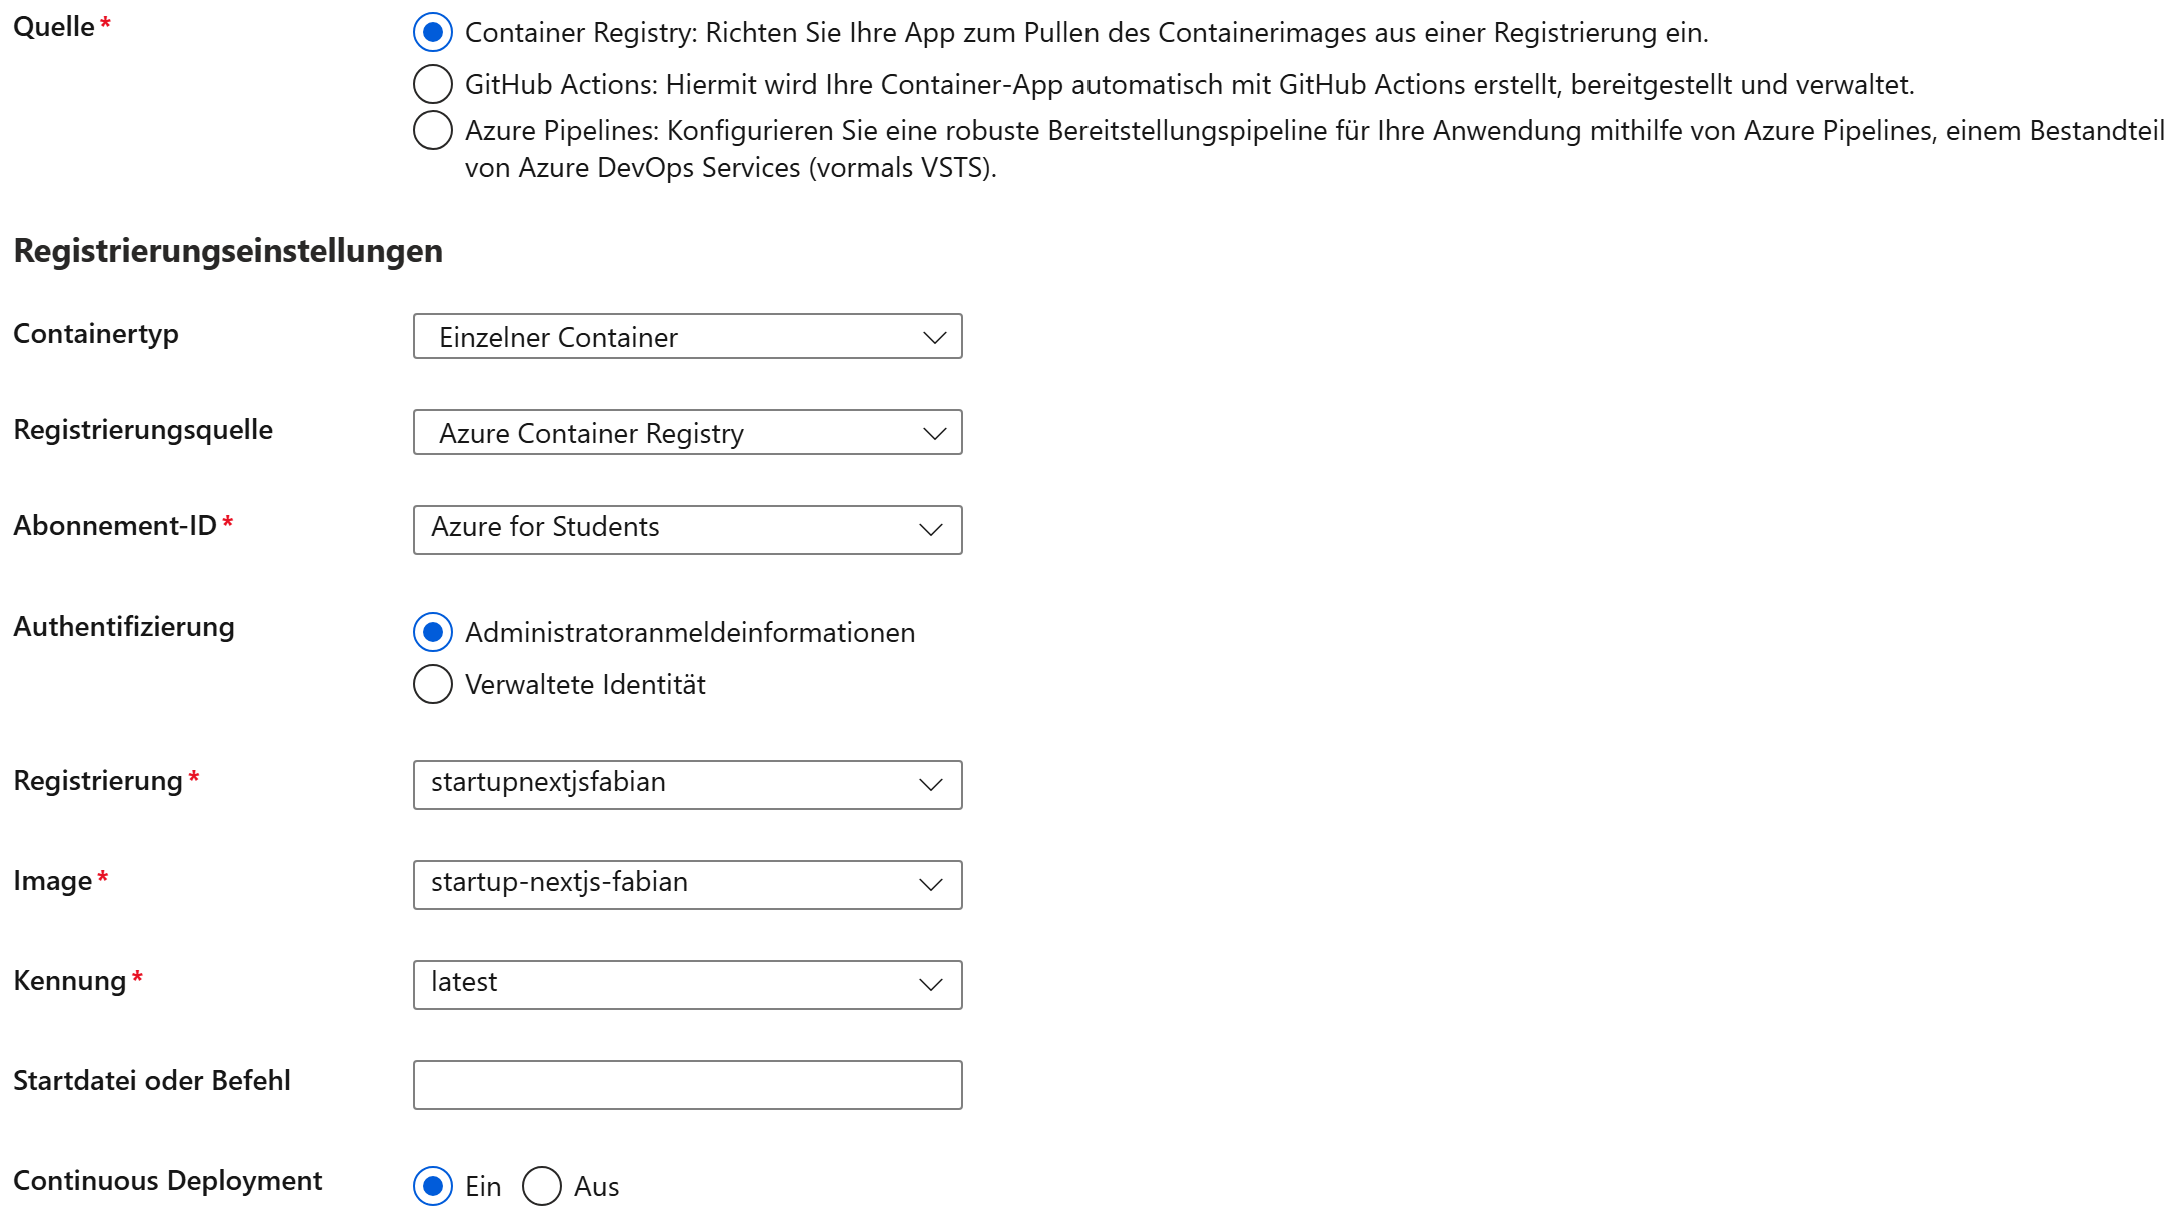 Quelle *
Container Registry: Richten Sie Ihre App zum Pullen des Containerimages aus einer Registrierung ein.
GitHub Actions: Hiermit wird Ihre Container-App automatisch mit GitHub Actions erstellt, bereitgestellt und verwaltet.
Azure Pipelines: Konfigurieren Sie eine robuste Bereitstellungspipeline für Ihre Anwendung mithilfe von Azure Pipelines, einem Bestandteil
von Azure DevOps Services (vormals VSTS).
Registrierungseinstellungen
Containertyp
Einzelner Container
Registrierungsquelle
Azure Container Registry
Abonnement-ID *
Azure for Students
Authentifizierung
Administratoranmeldeinformationen
Verwaltete Identität
Registrierung *
startupnextjsfabian
Image *
startup-nextjs-fabian
Kennung *
latest
Startdatei oder Befehl
Continuous Deployment
Ein Aus